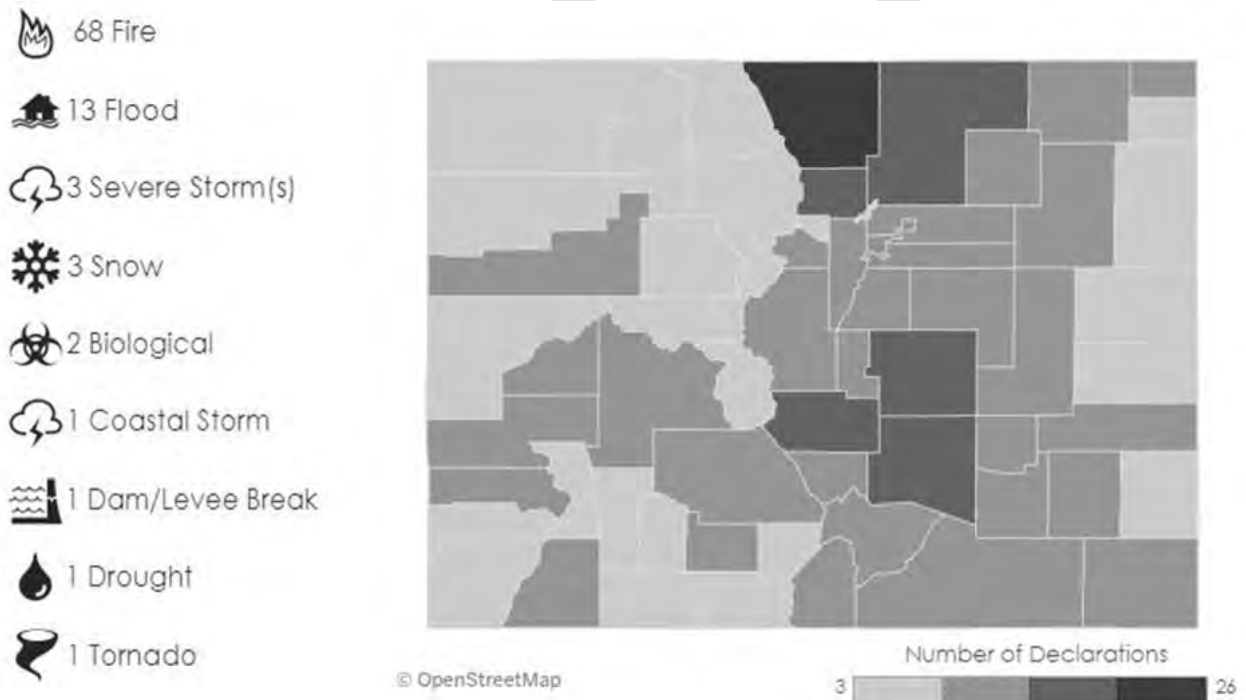 68 Fire
13 Flood
3 Severe Storm(s)
3 Snow
2 Biological
1 Coastal Storm
1 Dam/Levee Break
1 Drought
1 Tornado
© OpenStreetMap
Number of Declarations
3 26